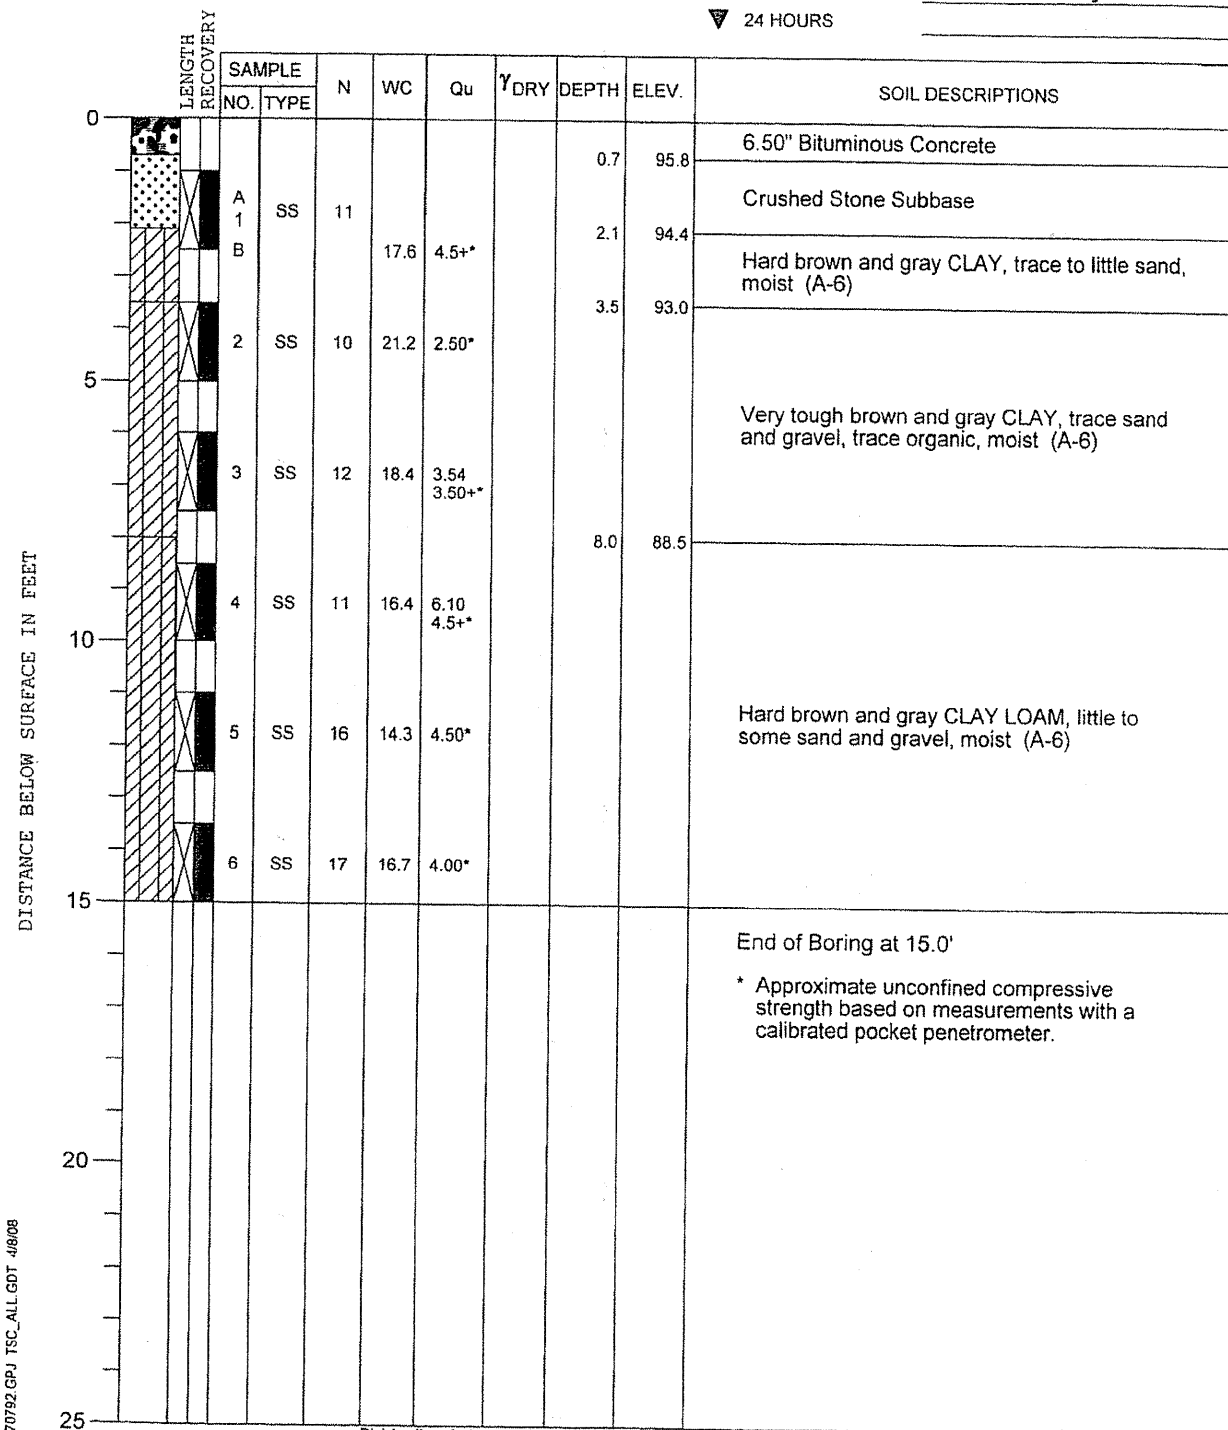 24 HOURS
LENGTH
RECOVERY
SAMPLE
NO. TYPE N WC Qu γDRY DEPTH ELEV. SOIL DESCRIPTIONS
0
6.50" Bituminous Concrete
0.7 95.8
A
1 SS 11
Crushed Stone Subbase
2.1 94.4
B 17.6 4.5+*
Hard brown and gray CLAY, trace to little sand,
moist (A-6)
3.5 93.0
2 SS 10 21.2 2.50*
5
Very tough brown and gray CLAY, trace sand
and gravel, trace organic, moist (A-6)
3 SS 12 18.4 3.54
3.50+*
8.0 88.5
4 SS 11 16.4 6.10
4.5+*
10
Hard brown and gray CLAY LOAM, little to
some sand and gravel, moist (A-6)
5 SS 16 14.3 4.50*
6 SS 17 16.7 4.00*
15
End of Boring at 15.0'
* Approximate unconfined compressive
strength based on measurements with a
calibrated pocket penetrometer.
20
25
DISTANCE BELOW SURFACE IN FEET
70792.GPJ TSC_ALL.GDT 4/8/08